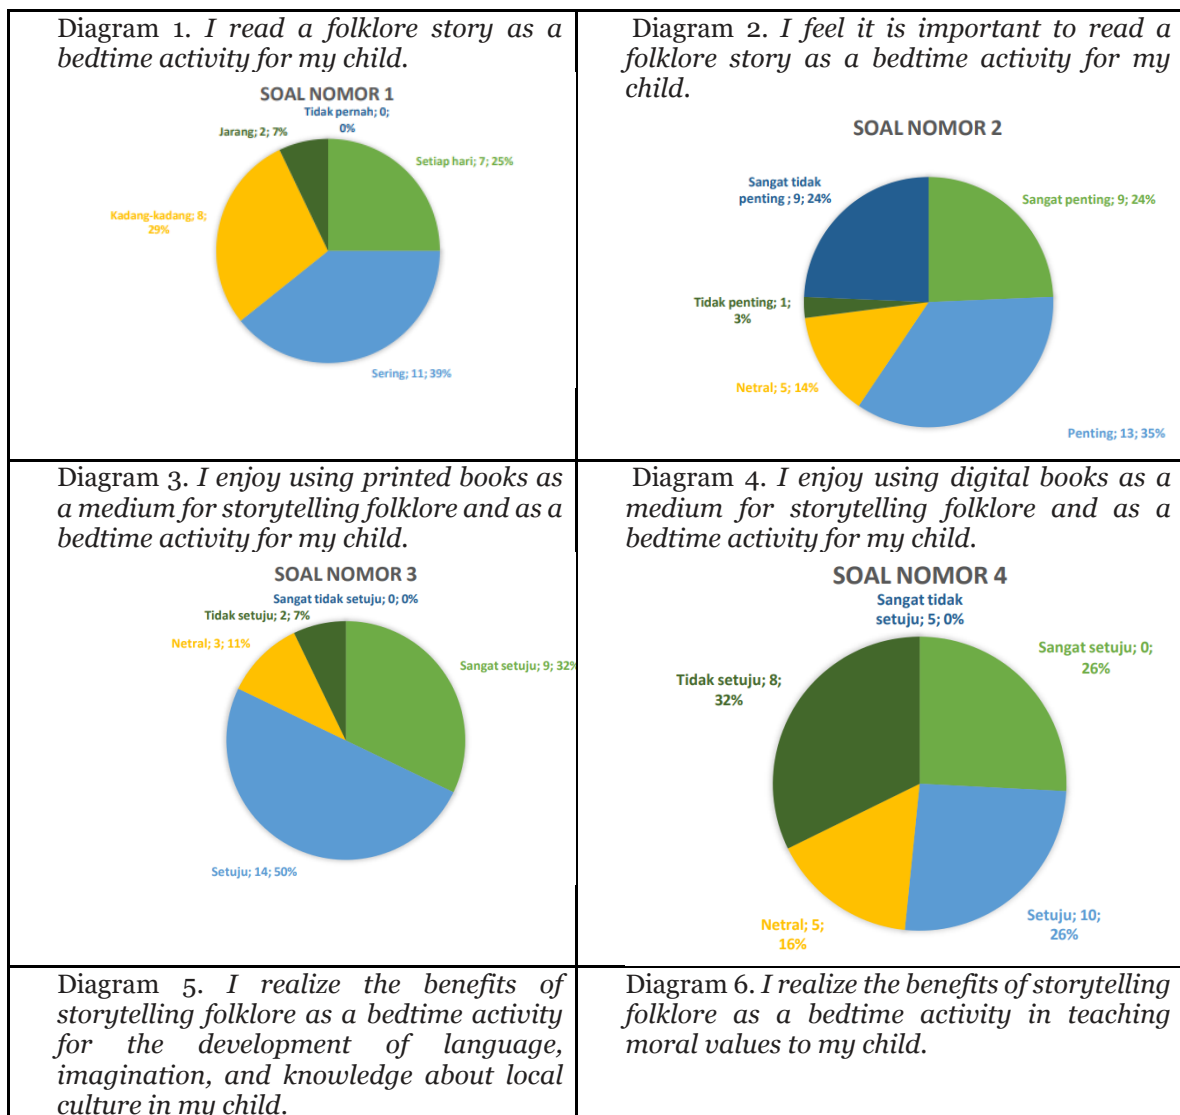 Diagram 1. I read a folklore story as a
bedtime activity for my child.
SOAL NOMOR 1
Tidak pernah; 0;
0%
Jarang; 2; 7%
Setiap hari; 7; 25%
Kadang-kadang; 8;
29%
Sering; 11; 39%
Diagram 2. I feel it is important to read a
folklore story as a bedtime activity for my
child.
SOAL NOMOR 2
Sangat tidak
penting ; 9; 24%
Sangat penting; 9; 24%
Tidak penting; 1;
3%
Netral; 5; 14%
Penting; 13; 35%
Diagram 3. I enjoy using printed books as
a medium for storytelling folklore and as a
bedtime activity for my child.
SOAL NOMOR 3
Sangat tidak setuju; 0; 0%
Tidak setuju; 2; 7%
Netral; 3; 11%
Sangat setuju; 9; 32%
Setuju; 14; 50%
Diagram 4. I enjoy using digital books as a
medium for storytelling folklore and as a
bedtime activity for my child.
SOAL NOMOR 4
Sangat tidak
setuju; 5; 0%
Sangat setuju; 0;
26%
Tidak setuju; 8;
32%
Netral; 5;
16%
Setuju; 10;
26%
Diagram 5. I realize the benefits of
storytelling folklore as a bedtime activity
for the development of language,
imagination, and knowledge about local
culture in my child.
Diagram 6. I realize the benefits of storytelling
folklore as a bedtime activity in teaching
moral values to my child.